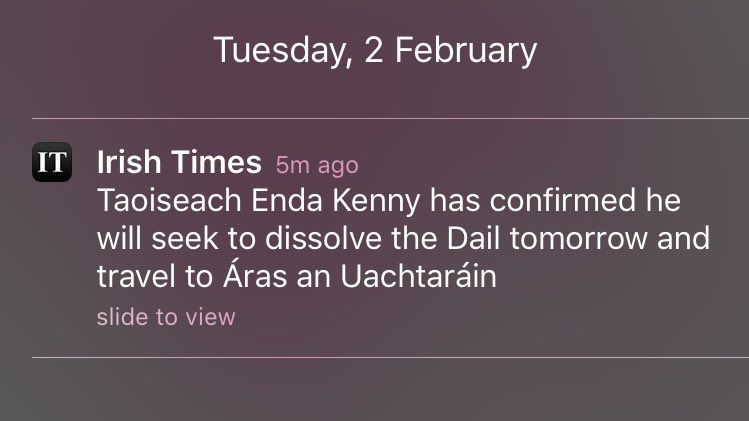 Tuesday, 2 February
IT
Irish Times 5m ago
Taoiseach Enda Kenny has confirmed he
will seek to dissolve the Dail tomorrow and
travel to Áras an Uachtaráin
slide to view